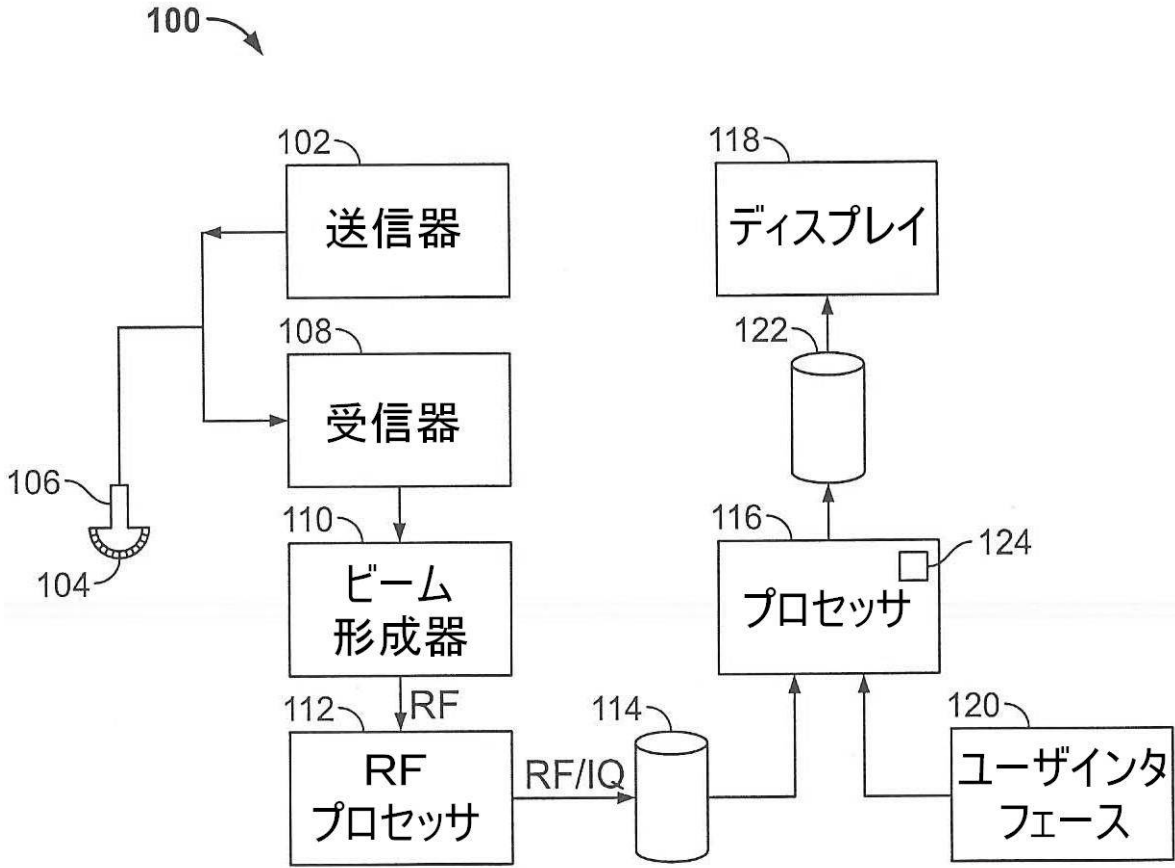 100
102
送信器
118
ディスプレイ
108
受信器
122
106
104
110
ビーム
形成器
116
124
プロセッサ
RF
112
RF
プロセッサ
RF/IQ
114
120
ユーザインタ
フェース